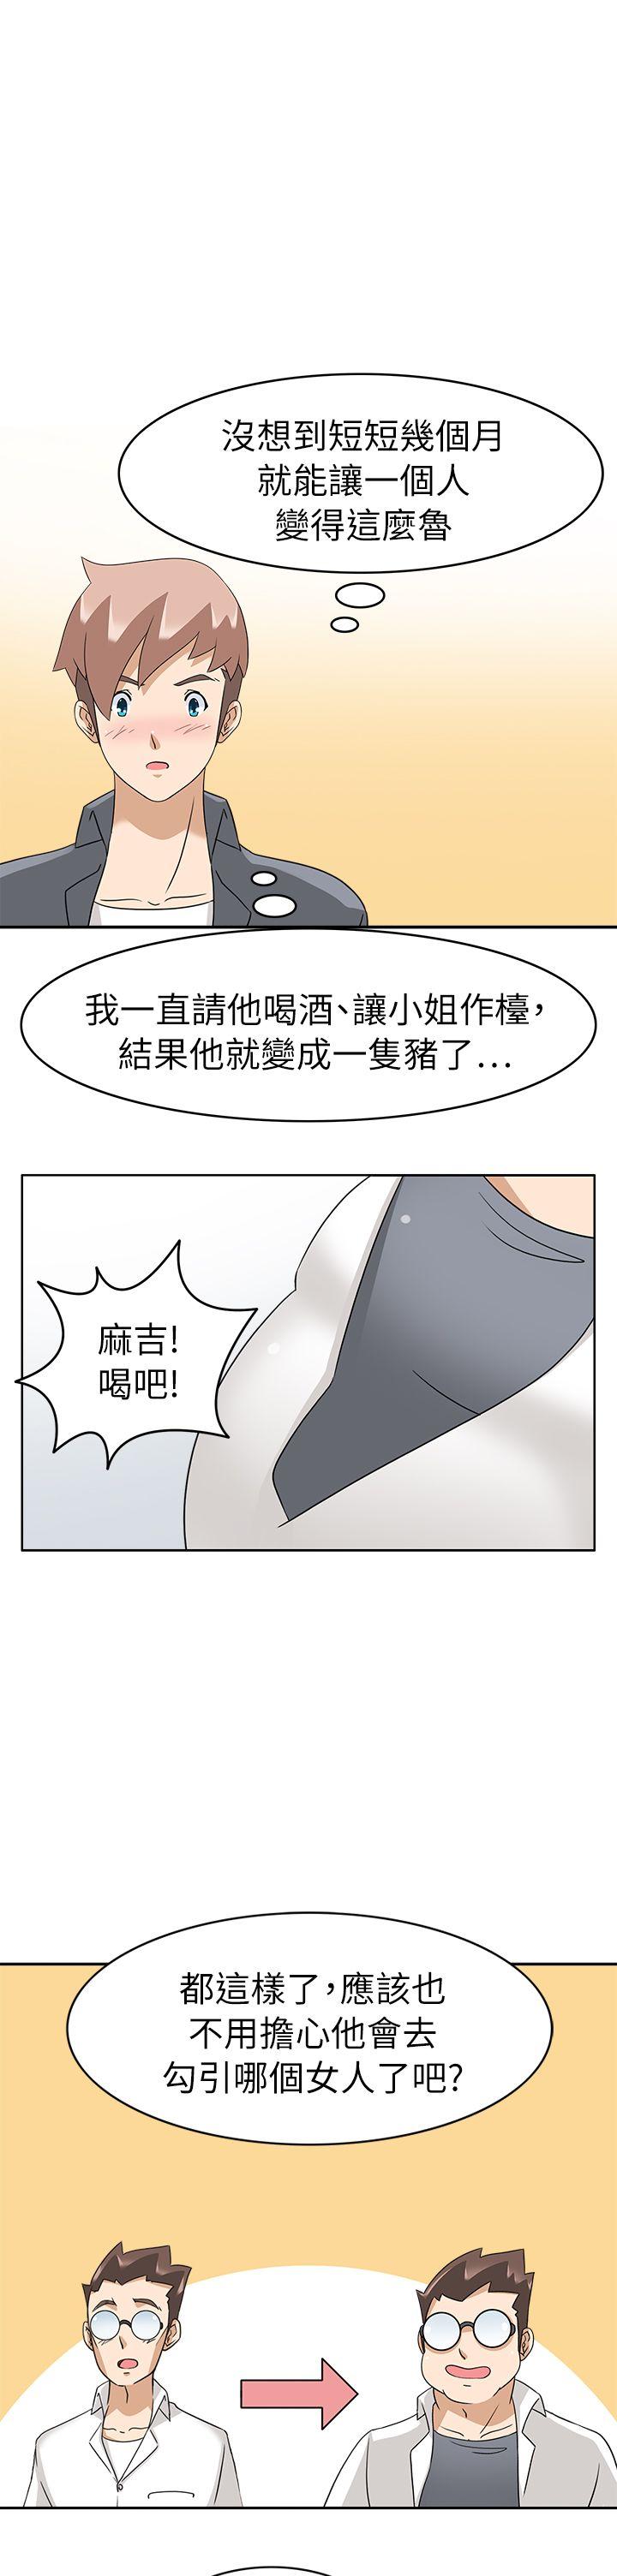 沒想到短短幾個月
就能讓一個人
變得這麼魯
我一直請他喝酒、讓小姐作檯,
結果他就變成一隻豬了...
麻吉!
喝吧!
都這樣了,應該也
不用擔心他會去
勾引哪個女人了吧?